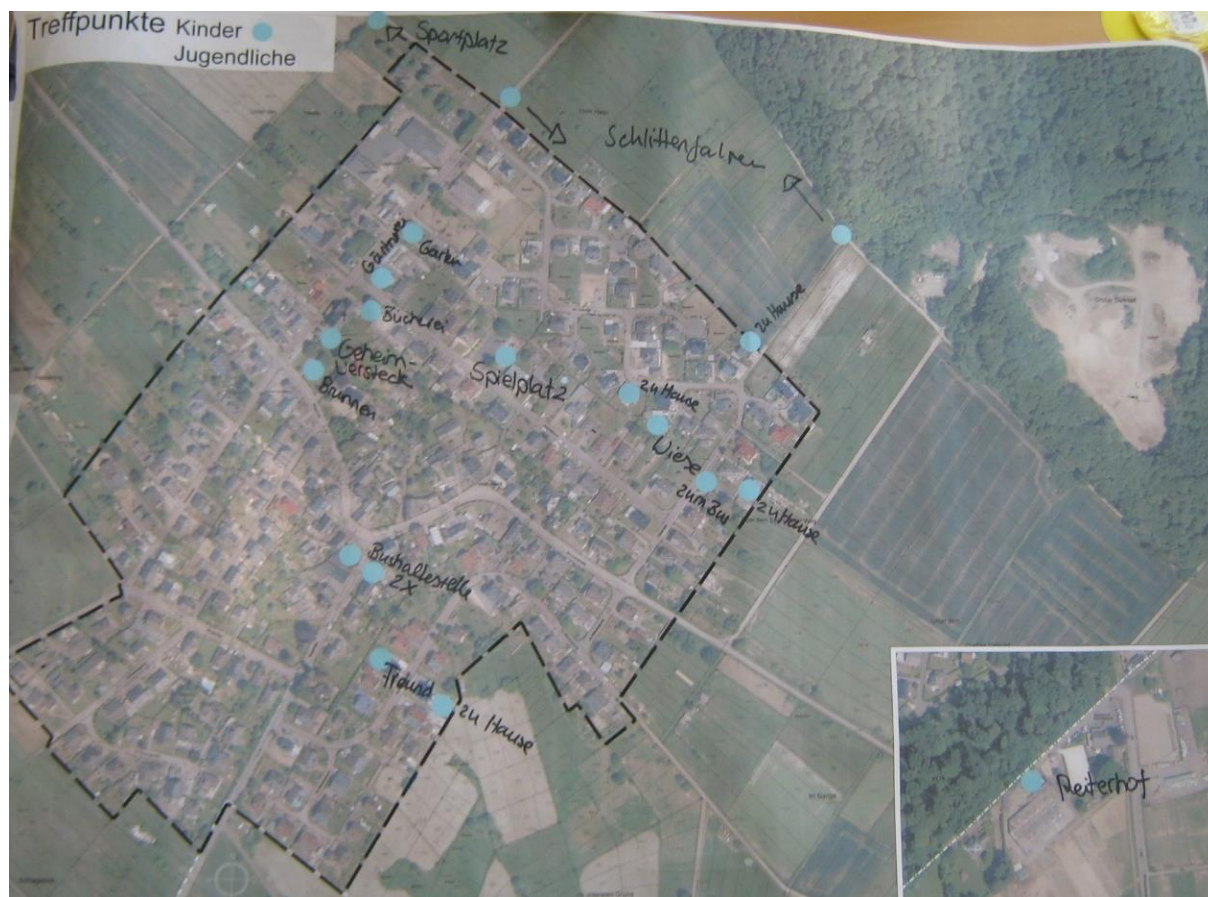 Treffpunkte Kinder
Jugendliche
Sportplatz
Schlittenfahren
Garten
Gärtnerei
Bücherei
Geheim-
versteck
Brunnen
Spielplatz
zu Hause
zu Hause
Wiese
zum Bus
zu Hause
Bushaltestelle
2x
Freund
zu Hause
Reiterhof